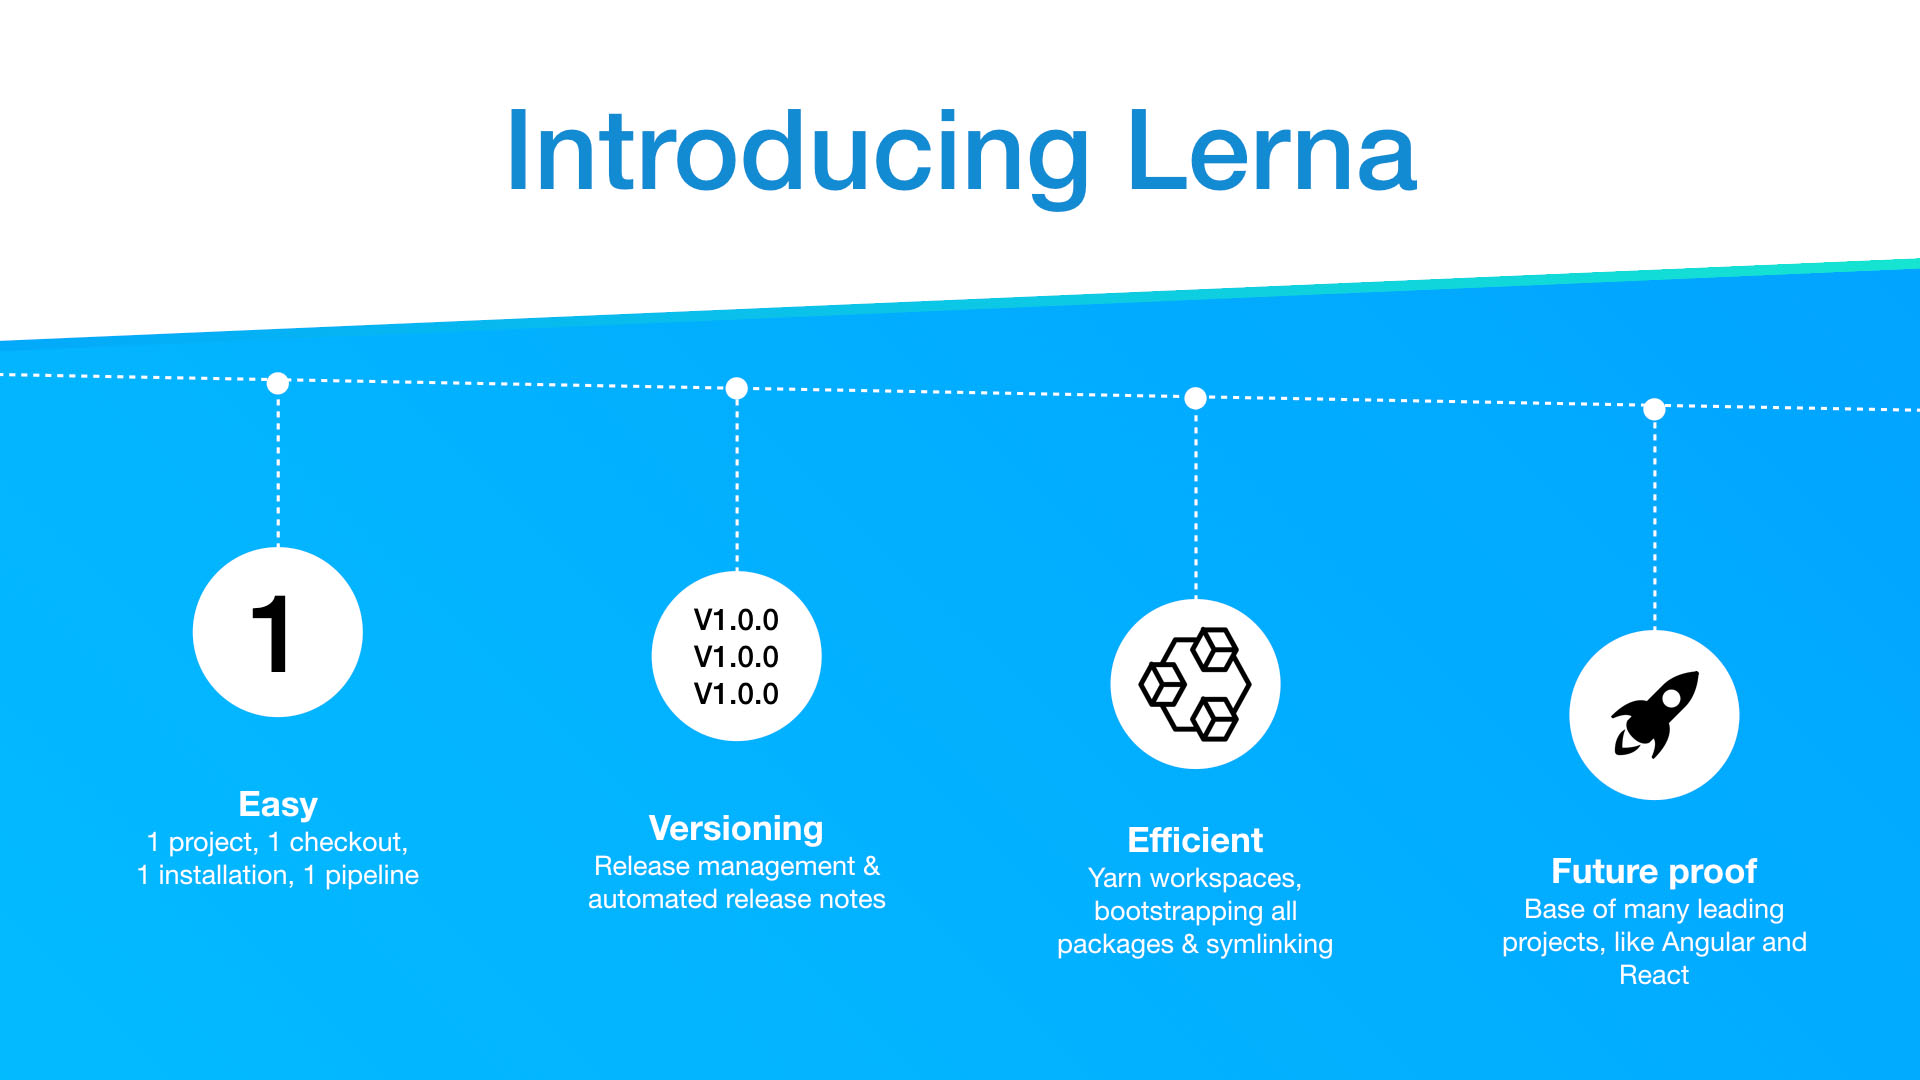 Introducing Lerna
1
Easy
1 project, 1 checkout,
1 installation, 1 pipeline
V1.0.0
V1.0.0
V1.0.0
Versioning
Release management &
automated release notes
Efficient
Yarn workspaces,
bootstrapping all
packages & symlinking
Future proof
Base of many leading
projects, like Angular and
React